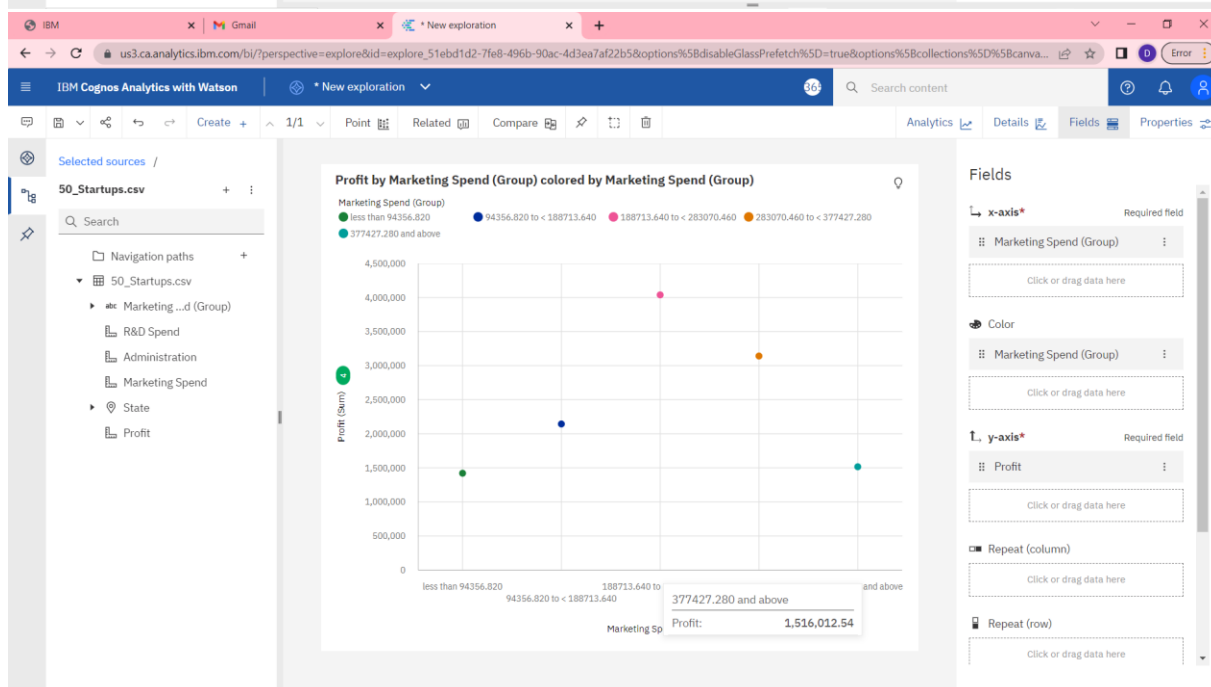 IBM
Gmail
* New exploration
us3.ca.analytics.ibm.com/bi/?perspective=explore&id=explore_51ebd1d2-7fe8-496b-90ac-4d3ea7af22b5&options%5BdisableGlassPrefetch%5D=true&options%5Bcollections%5D%5Bcanva...
D
Error
IBM Cognos Analytics with Watson
* New exploration
Search content
Create +
1/1
Point
Related
Compare
Analytics
Details
Fields
Properties
Selected sources /
50_Startups.csv
Search
Navigation paths
50_Startups.csv
abc Marketing ...d (Group)
R&D Spend
Administration
Marketing Spend
State
Profit
Profit by Marketing Spend (Group) colored by Marketing Spend (Group)
Marketing Spend (Group)
less than 94356.820 94356.820 to < 188713.640 188713.640 to < 283070.460 283070.460 to < 377427.280
377427.280 and above
4,500,000
4,000,000
3,500,000
3,000,000
2,500,000
2,000,000
1,500,000
1,000,000
500,000
0
4
Profit (Sum)
less than 94356.820
94356.820 to < 188713.640
188713.640 to
and above
Marketing Sp
377427.280 and above
Profit: 1,516,012.54
Fields
x-axis* Required field
Marketing Spend (Group)
Click or drag data here
Color
Marketing Spend (Group)
Click or drag data here
y-axis* Required field
Profit
Click or drag data here
Repeat (column)
Click or drag data here
Repeat (row)
Click or drag data here